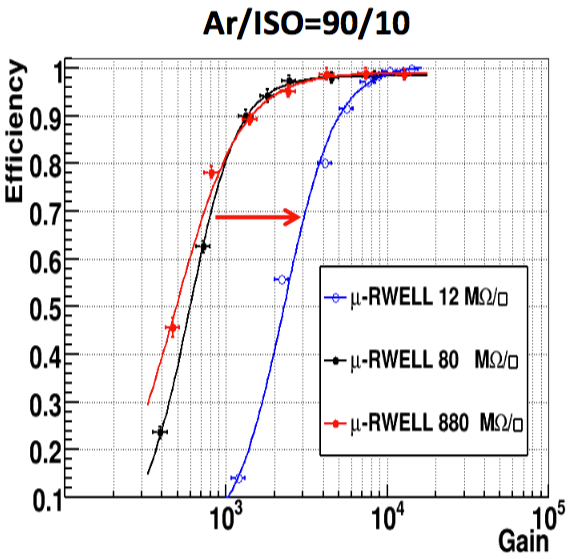 Ar/ISO=90/10
Efficiency
1
0.9
0.8
0.7
0.6
0.5
0.4
0.3
0.2
0.1
μ-RWELL 12 MΩ/□
μ-RWELL 80 MΩ/□
μ-RWELL 880 MΩ/□
10³
10⁴
10⁵
Gain